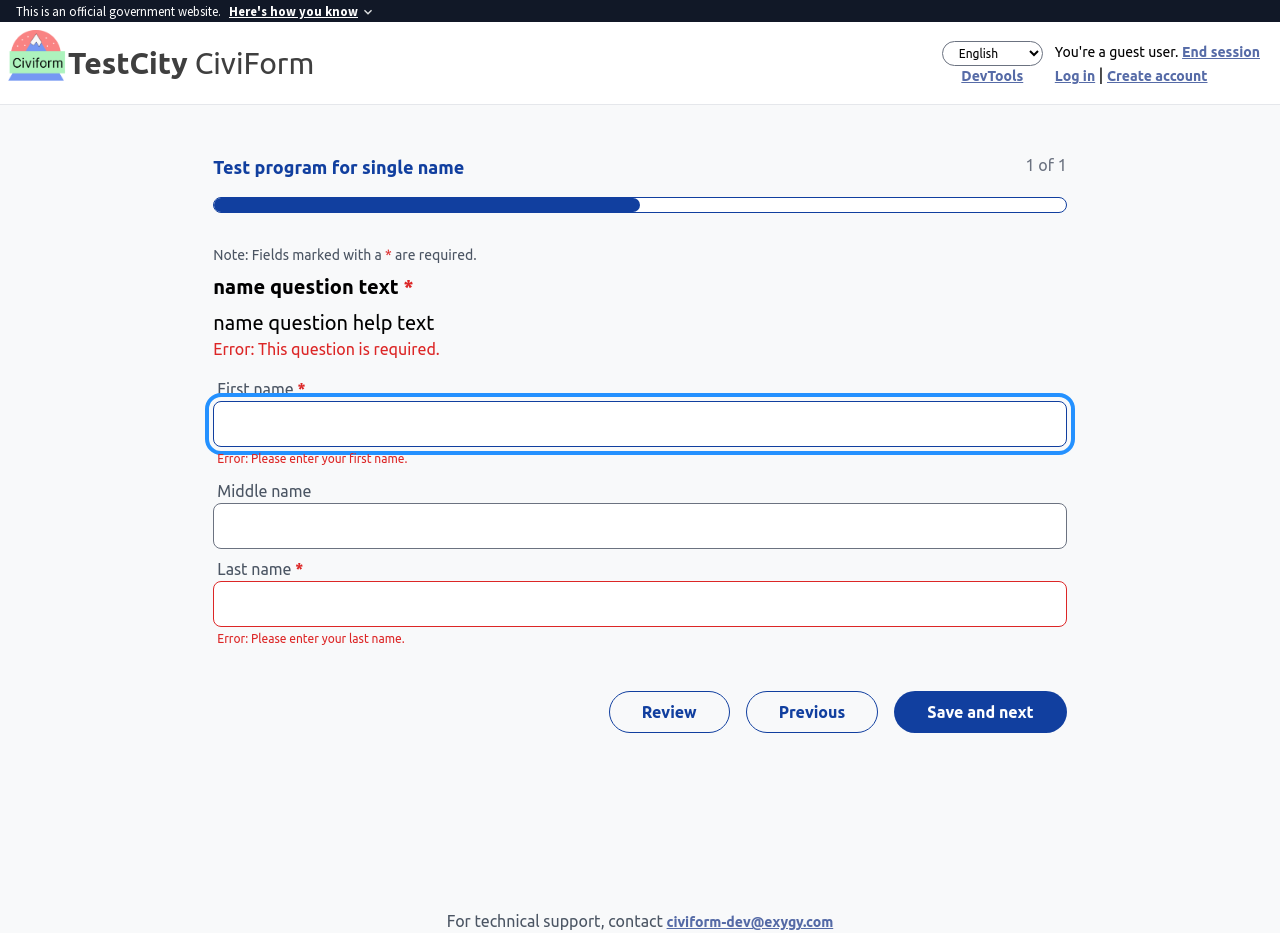 This is an official government website. Here's how you know
Civiform
TestCity CiviForm
English
You're a guest user. End session
DevTools
Log in | Create account
Test program for single name
1 of 1
Note: Fields marked with a * are required.
name question text *
name question help text
Error: This question is required.
First name *
Error: Please enter your first name.
Middle name
Last name *
Error: Please enter your last name.
Review
Previous
Save and next
For technical support, contact civiform-dev@exygy.com